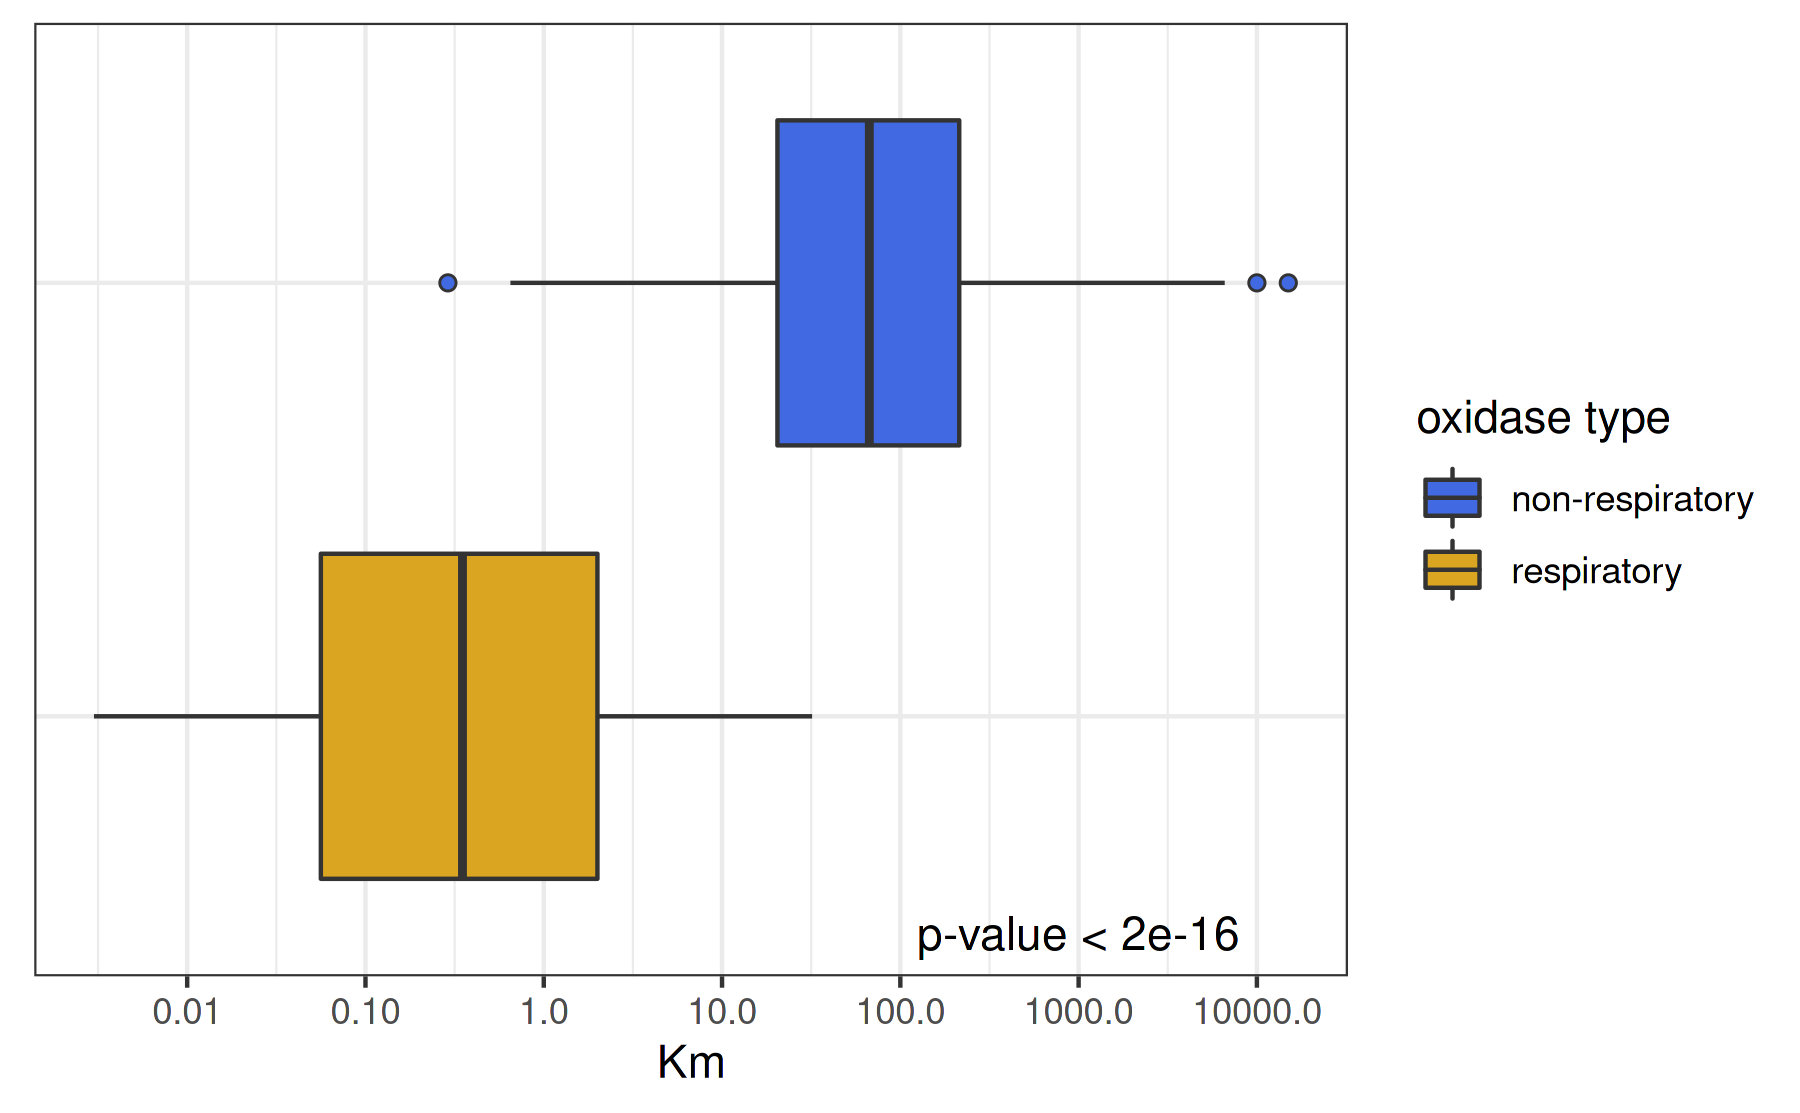 p-value < 2e-16
0.01 0.10 1.0 10.0 100.0 1000.0 10000.0
Km
oxidase type
non-respiratory
respiratory